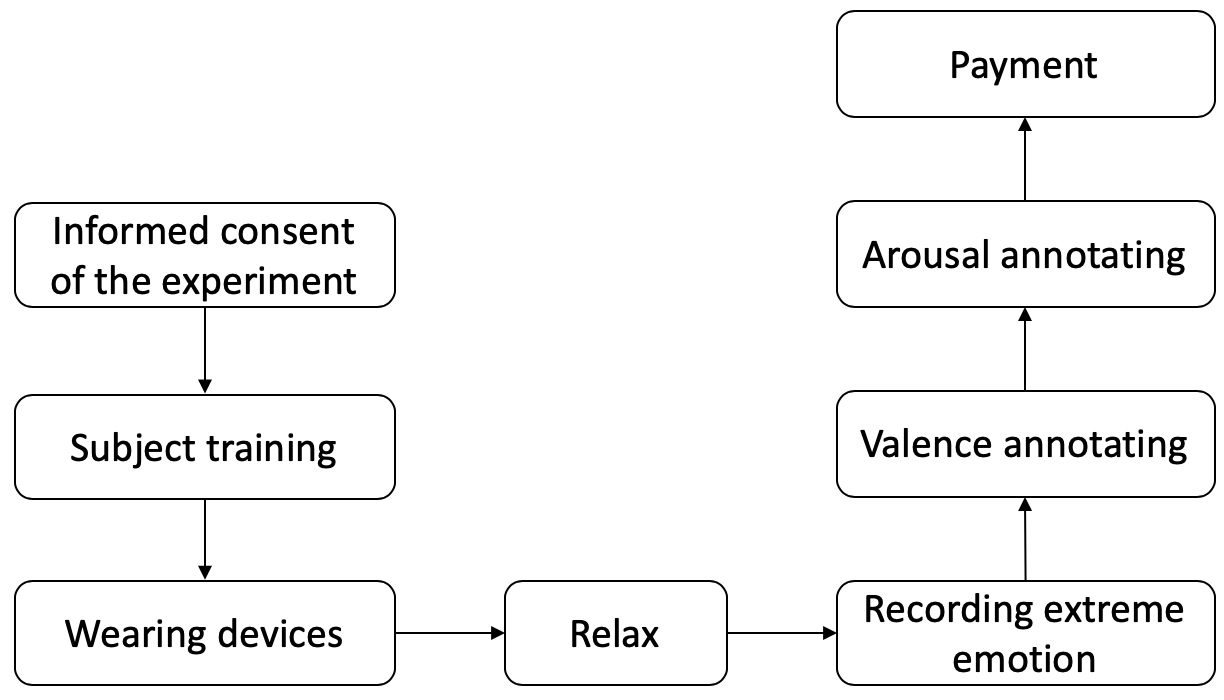 Informed consent
of the experiment
Subject training
Wearing devices
Relax
Recording extreme
emotion
Valence annotating
Arousal annotating
Payment